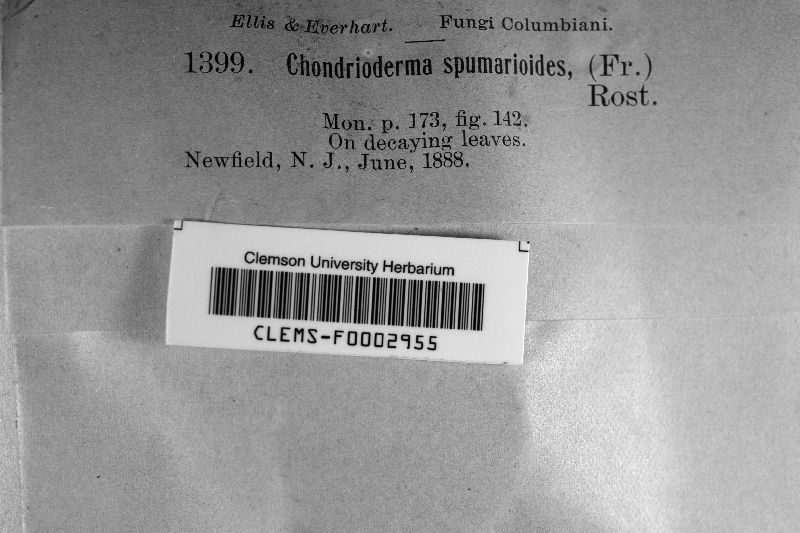 Ellis & Everhart. Fungi Columbiani.
1399. Chondrioderma spumarioides, (Fr.)
Rost.
Mon. p. 173, fig. 142.
On decaying leaves.
Newfield, N. J., June, 1888.
Clemson University Herbarium
CLEMS-F0002955